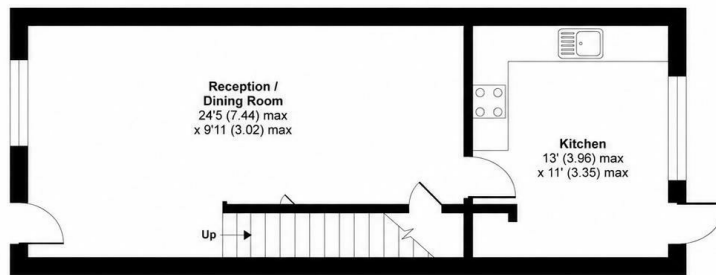 Reception /
Dining Room
24'5 (7.44) max
x 9'11 (3.02) max
Kitchen
13' (3.96) max
x 11' (3.35) max
Up